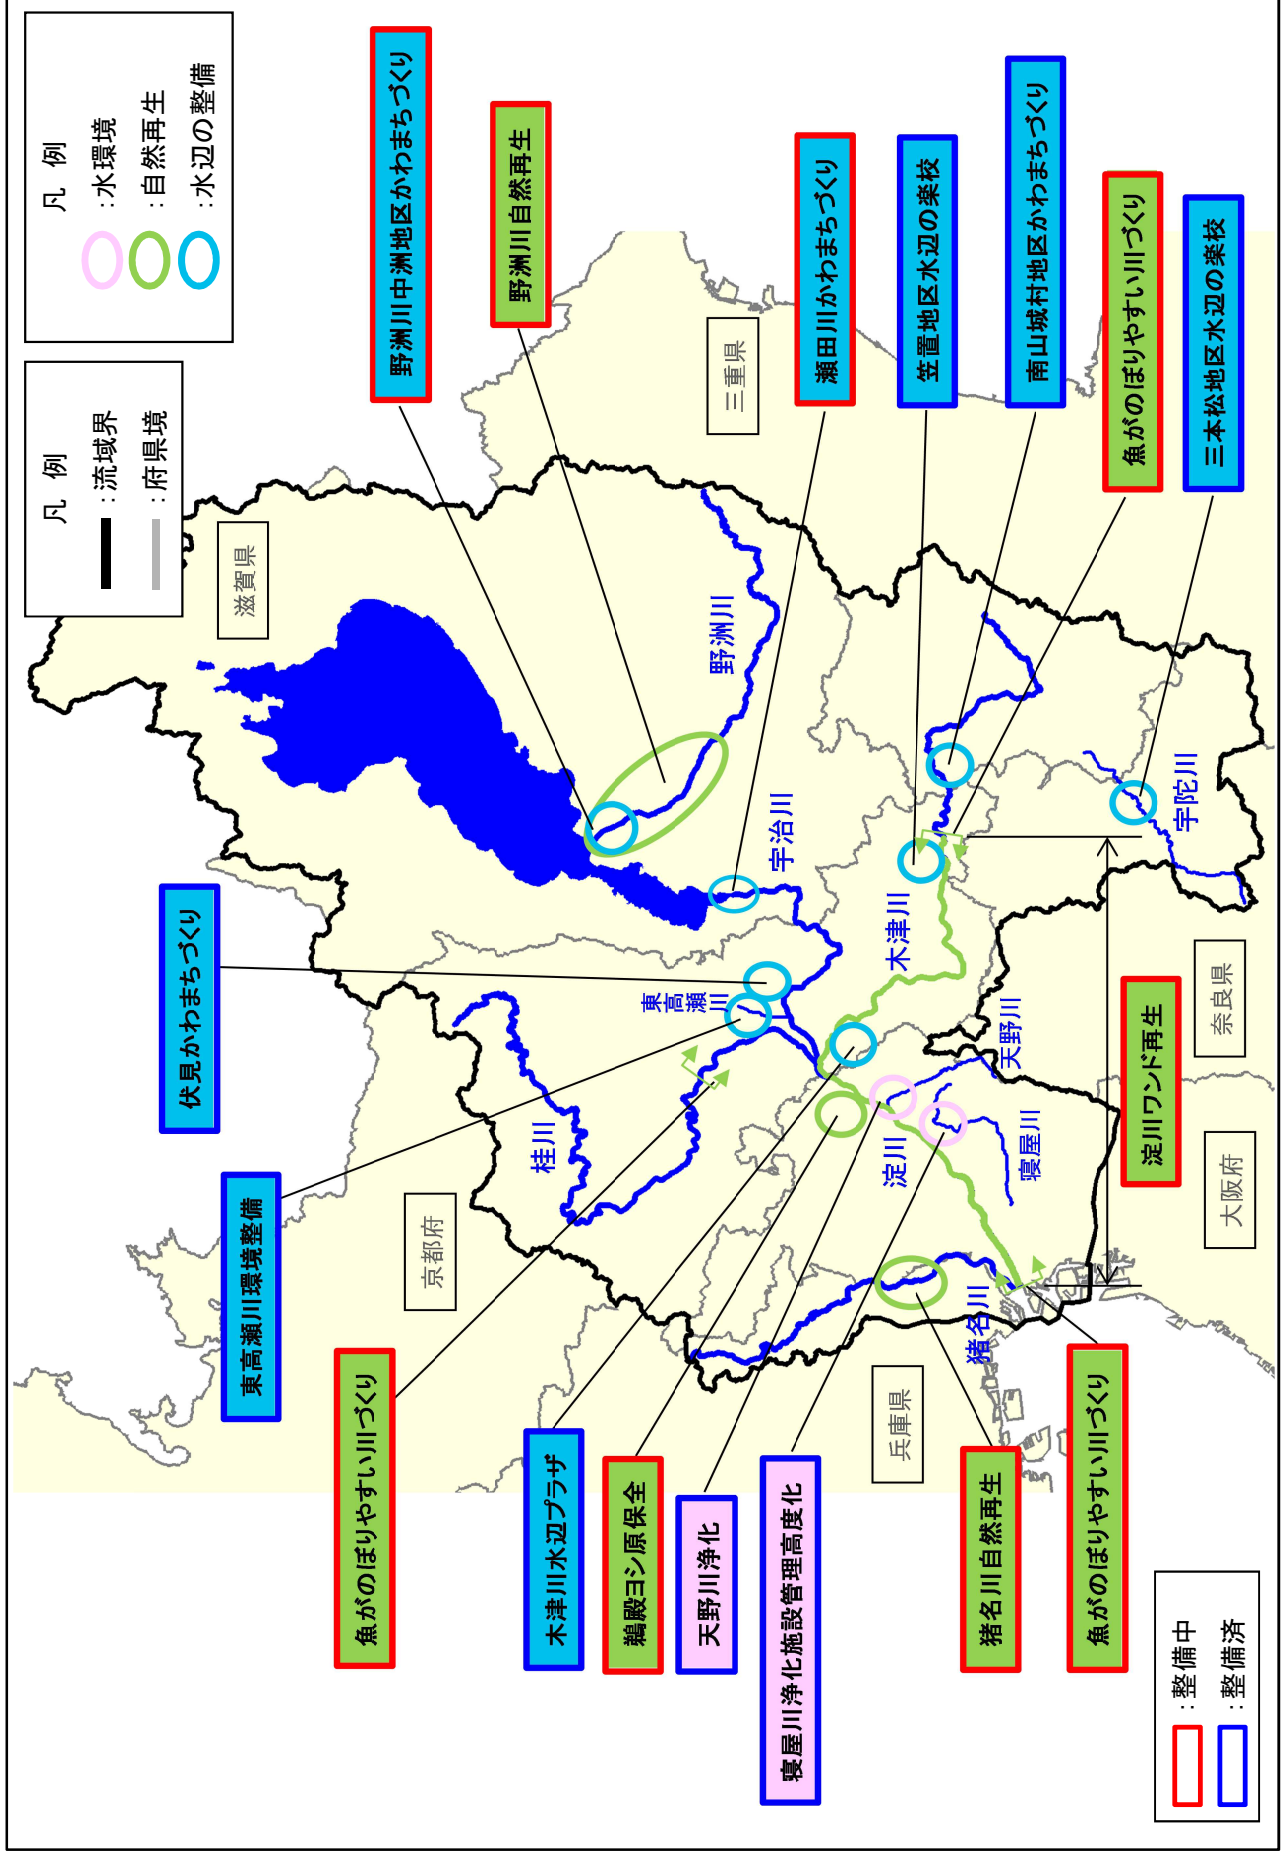 凡　例
：流域界
：府県境
凡　例
：水環境
：自然再生
：水辺の整備
伏見かわまちづくり
東高瀬川環境整備
魚がのぼりやすい川づくり
木津川水辺プラザ
鵜殿ヨシ原保全
天野川浄化
寝屋川浄化施設管理高度化
猪名川自然再生
魚がのぼりやすい川づくり
野洲川中洲地区かわまちづくり
野洲川自然再生
瀬田川かわまちづくり
笠置地区水辺の楽校
南山城村地区かわまちづくり
魚がのぼりやすい川づくり
三本松地区水辺の楽校
淀川ワンド再生
滋賀県
三重県
京都府
兵庫県
大阪府
奈良県
桂川
東高瀬川
宇治川
野洲川
木津川
宇陀川
淀川
天野川
寝屋川
猪名川
：整備中
：整備済